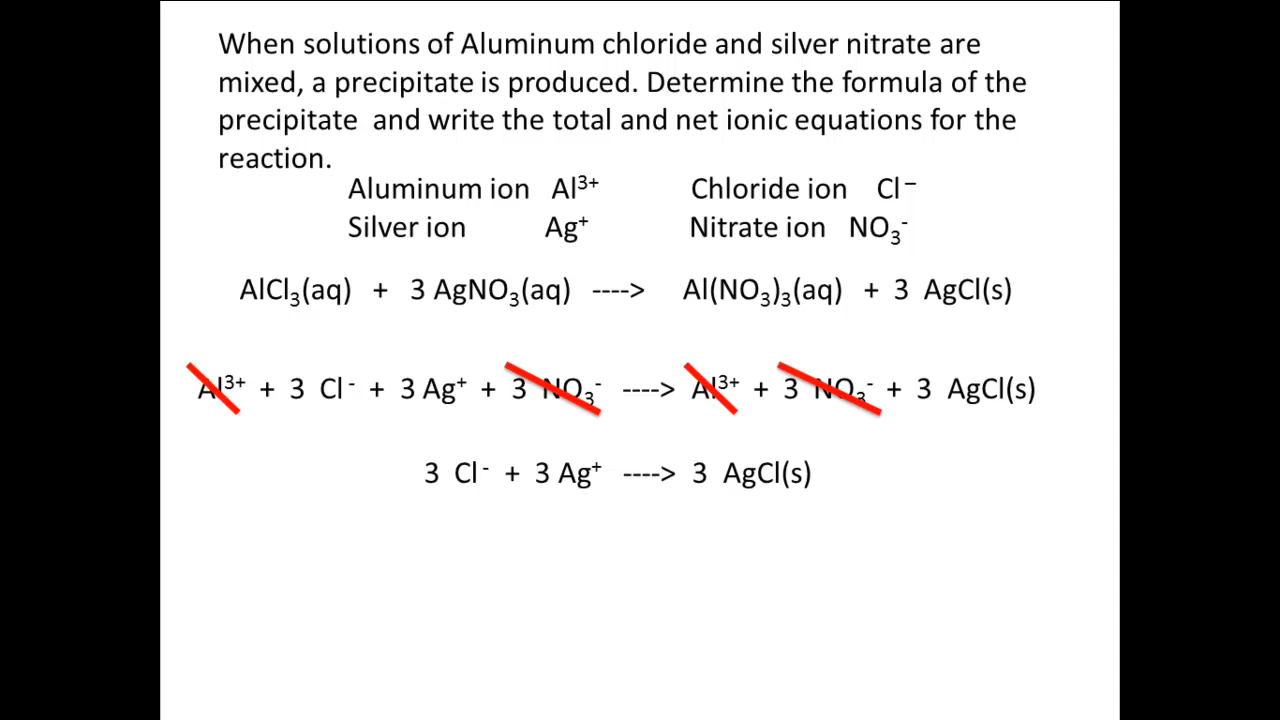 When solutions of Aluminum chloride and silver nitrate are
mixed, a precipitate is produced. Determine the formula of the
precipitate and write the total and net ionic equations for the
reaction.
Aluminum ion Al³⁺ Chloride ion Cl⁻
Silver ion Ag⁺ Nitrate ion NO₃⁻
AlCl₃(aq) + 3 AgNO₃(aq) ----> Al(NO₃)₃(aq) + 3 AgCl(s)
Al³⁺ + 3 Cl⁻ + 3 Ag⁺ + 3 NO₃⁻ ----> Al³⁺ + 3 NO₃⁻ + 3 AgCl(s)
3 Cl⁻ + 3 Ag⁺ ----> 3 AgCl(s)